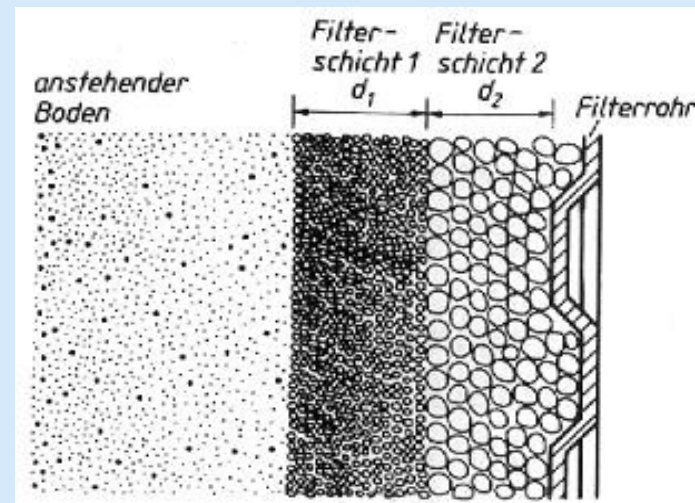 anstehender
Boden
Filter-
schicht 1
d₁
Filter-
schicht 2
d₂
Filterrohr